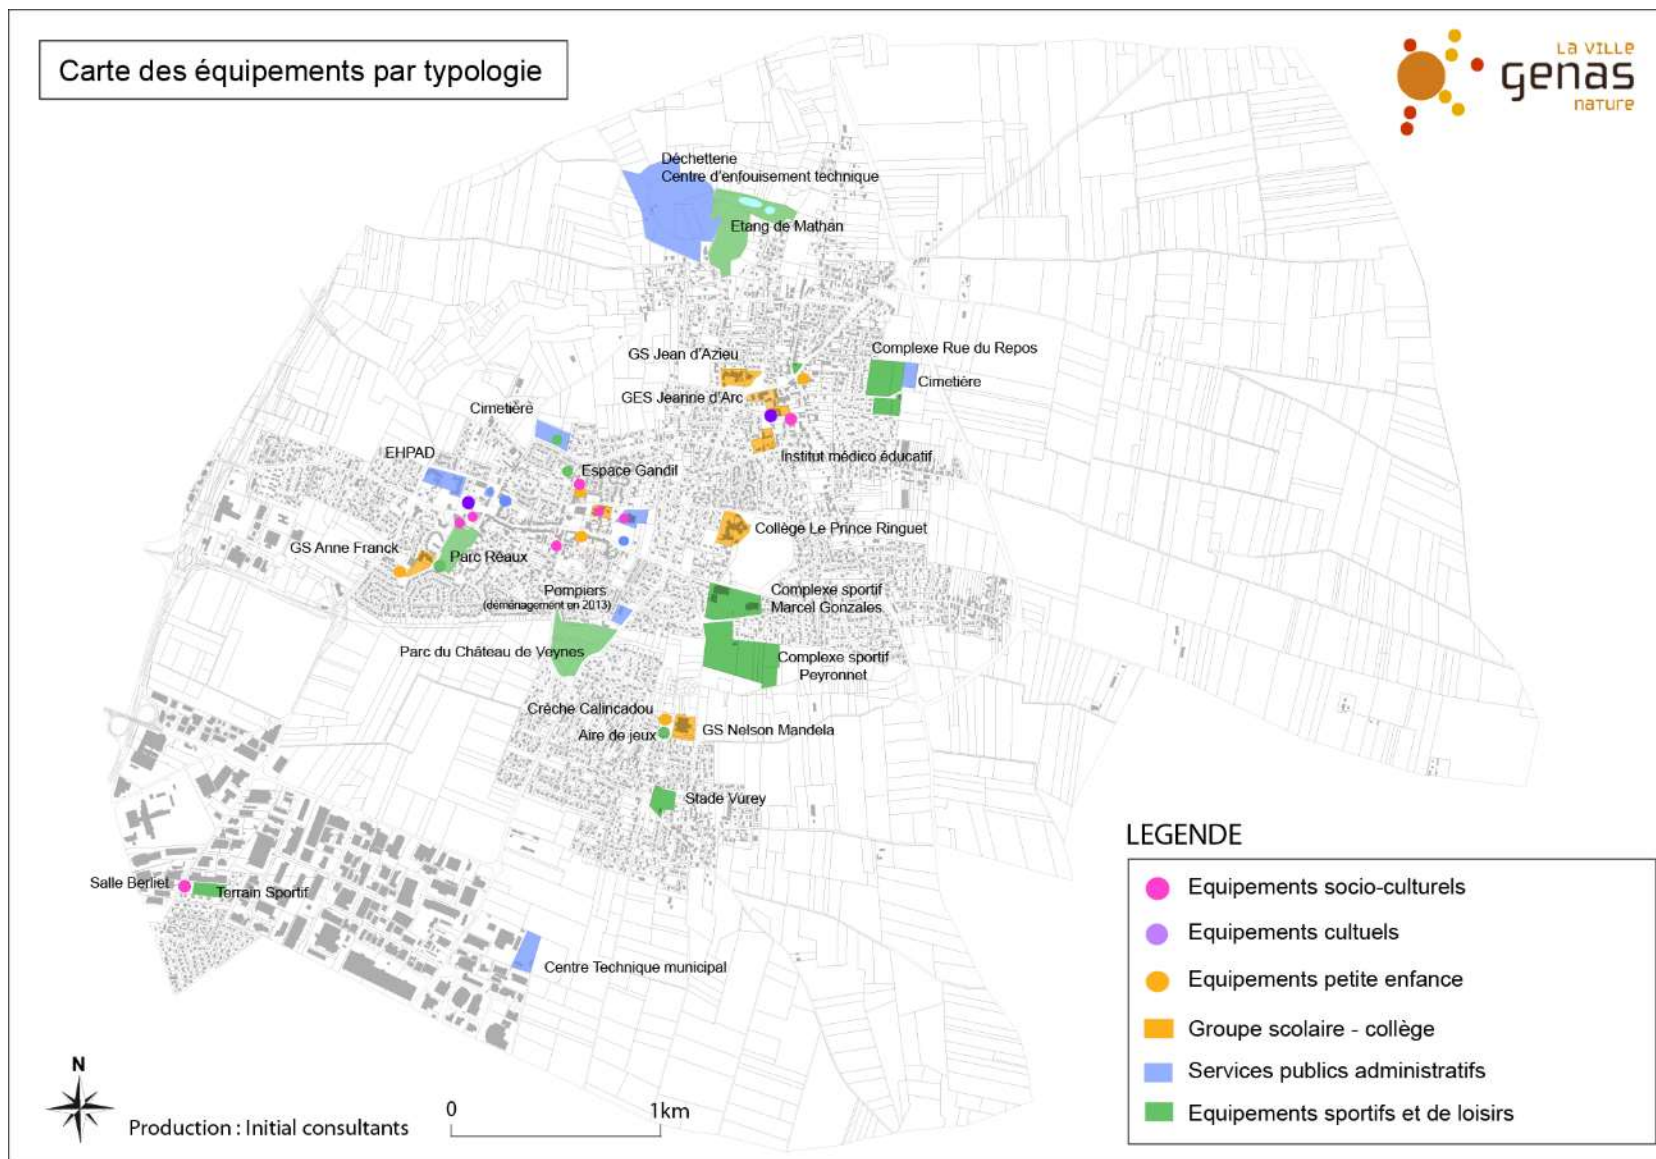 Carte des équipements par typologie
La Ville
genas
nature
Déchetterie
Centre d'enfouisement technique
Etang de Mathan
GS Jean d'Azieu
Complexe Rue du Repos
Cimetière
GES Jeanne d'Arc
Cimetière
EHPAD
Espace Gandil
Institut médico éducatif
Collège Le Prince Ringuet
GS Anne Franck
Parc Réaux
Pompiers
(déménagement en 2013)
Complexe sportif
Marcel Gonzales
Parc du Château de Veynes
Complexe sportif
Peyronnet
Crèche Calincadou
Aire de jeux
GS Nelson Mandela
Stade Vurey
Salle Berliet
Terrain Sportif
Centre Technique municipal
LEGENDE
Equipements socio-culturels
Equipements cultuels
Equipements petite enfance
Groupe scolaire - collège
Services publics administratifs
Equipements sportifs et de loisirs
N
0
1km
Production : Initial consultants